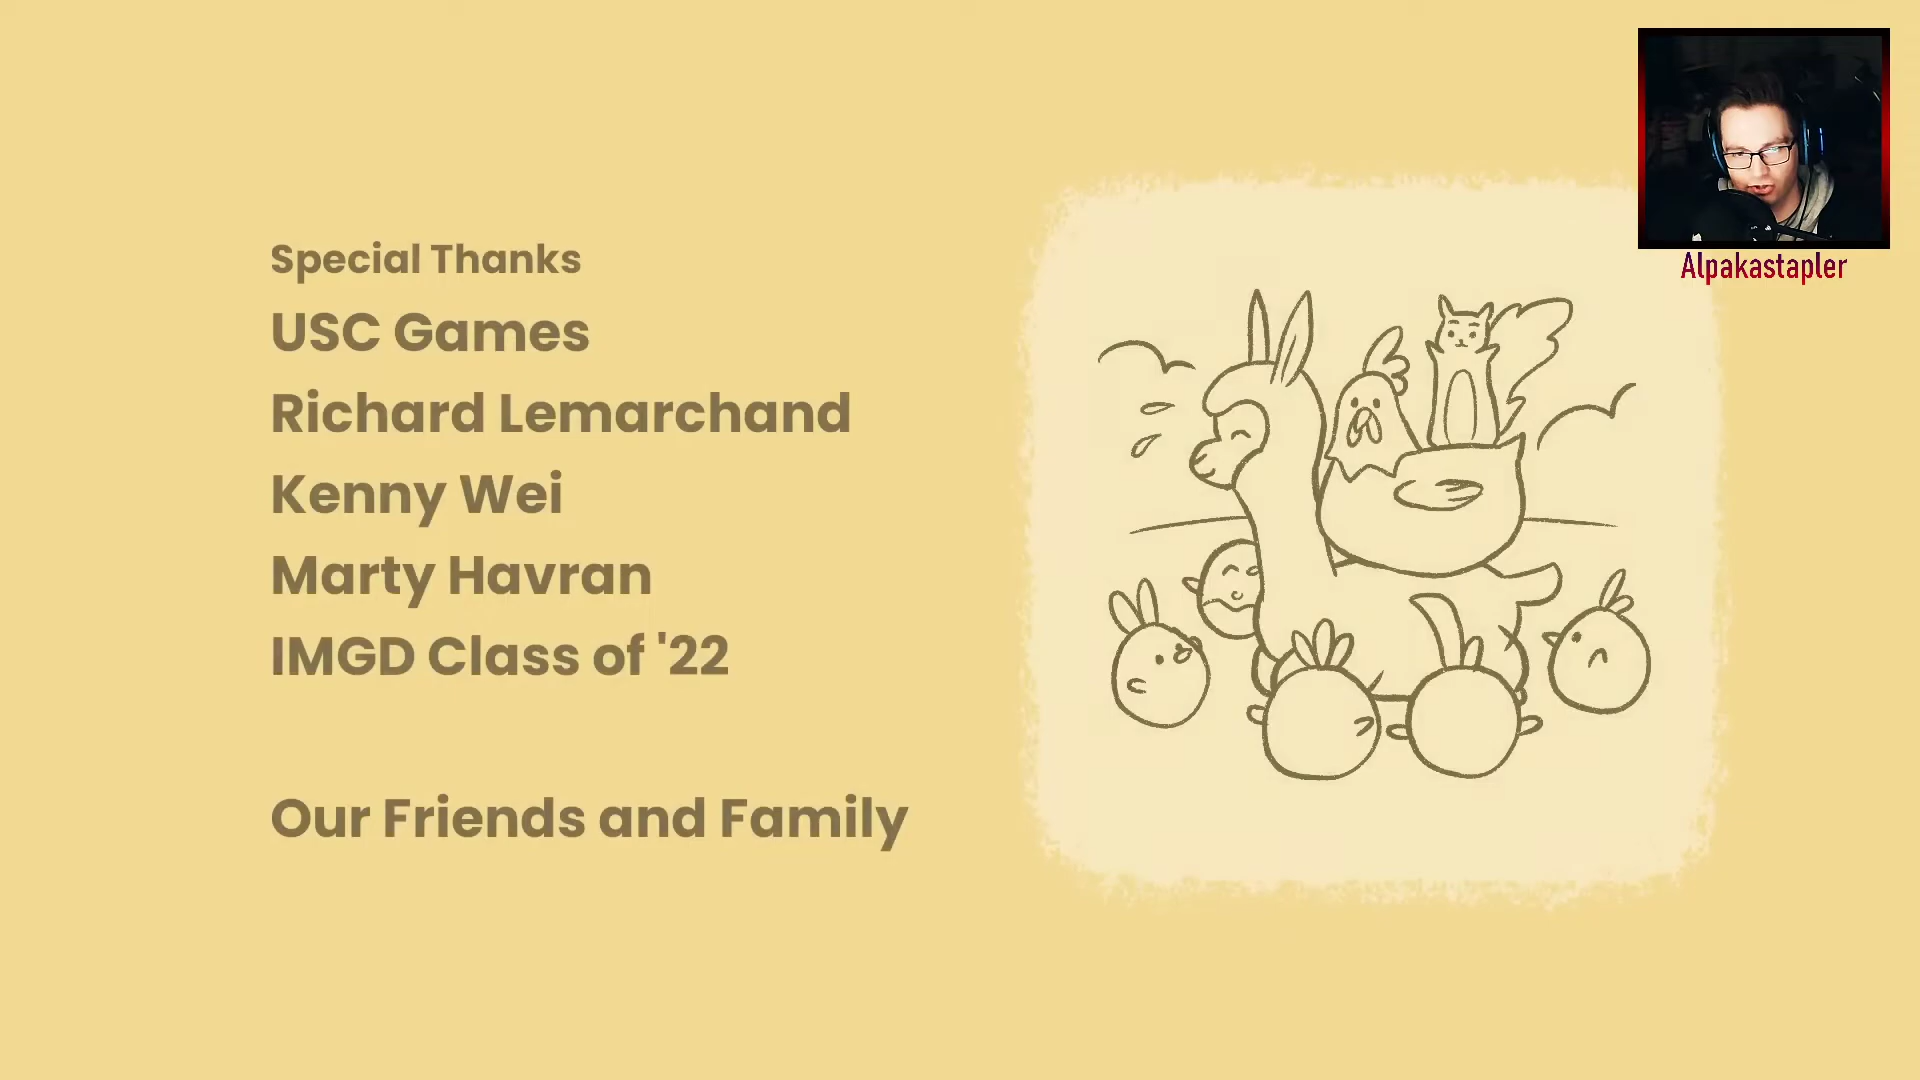 Special Thanks
USC Games
Richard Lemarchand
Kenny Wei
Marty Havran
IMGD Class of '22
Our Friends and Family
Alpakastapler